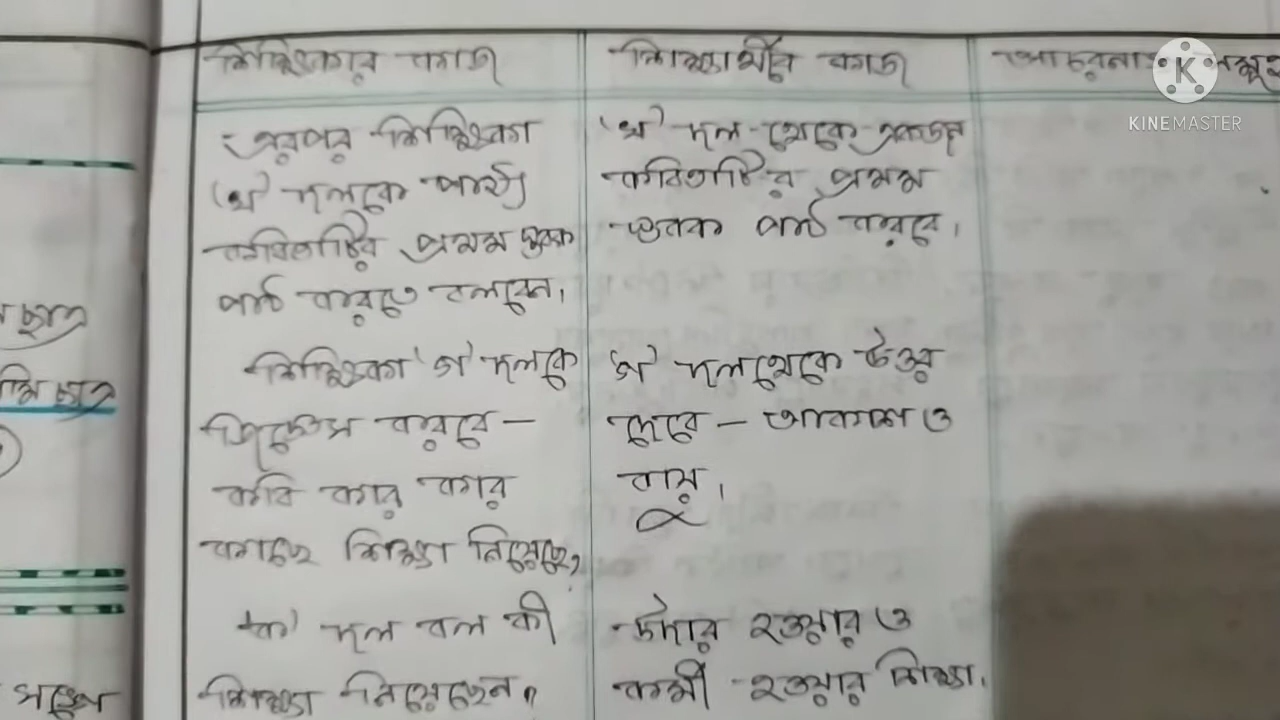 শিক্ষিকার কাজ
এরপর শিক্ষিকা
'খ' দলকে পাঠ্য
কবিতাটির প্রথম স্তবক
পাঠ করতে বলবেন।
শিক্ষিকা 'গ' দলকে
জিজ্ঞেস করবে –
কবি কার কার
কাছে শিক্ষা নিয়েছে?
'ক' দল বল কী
শিক্ষা নিয়েছেন?
শিক্ষার্থীর কাজ
'খ' দল থেকে একজন
কবিতাটির প্রথম
স্তবক পাঠ করবে।
'গ' দল থেকে উত্তর
দেবে – আকাশ ও
বায়ু।
উদার হওয়ার ও
কর্মী হওয়ার শিক্ষা।
K
KINEMASTER
ছাত্র